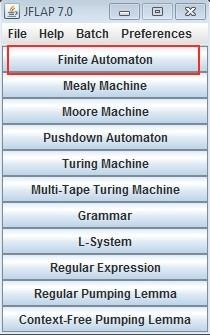 JFLAP 7.0
File Help Batch Preferences
Finite Automaton
Mealy Machine
Moore Machine
Pushdown Automaton
Turing Machine
Multi-Tape Turing Machine
Grammar
L-System
Regular Expression
Regular Pumping Lemma
Context-Free Pumping Lemma